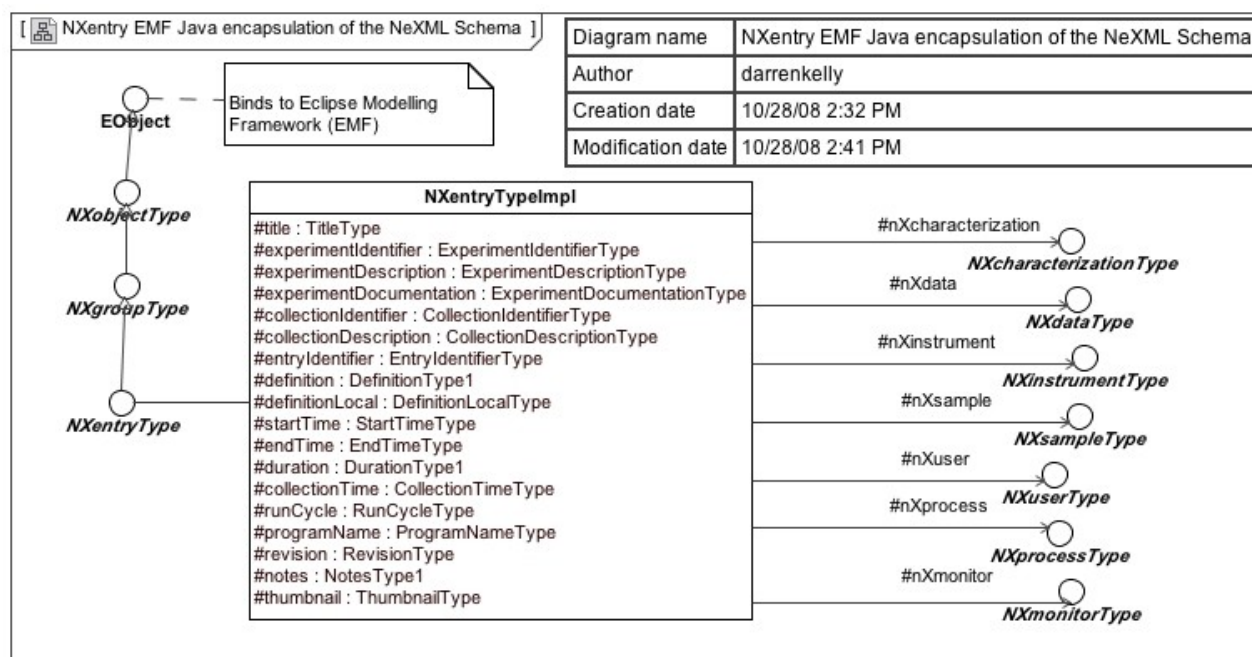 [ NXentry EMF Java encapsulation of the NeXML Schema ]
Diagram name NXentry EMF Java encapsulation of the NeXML Schema
Author darrenkelly
Creation date 10/28/08 2:32 PM
Modification date 10/28/08 2:41 PM
Binds to Eclipse Modelling
Framework (EMF)
EObject
NXobjectType
NXgroupType
NXentryType
NXentryTypeImpl
#title : TitleType
#experimentIdentifier : ExperimentIdentifierType
#experimentDescription : ExperimentDescriptionType
#experimentDocumentation : ExperimentDocumentationType
#collectionIdentifier : CollectionIdentifierType
#collectionDescription : CollectionDescriptionType
#entryIdentifier : EntryIdentifierType
#definition : DefinitionType1
#definitionLocal : DefinitionLocalType
#startTime : StartTimeType
#endTime : EndTimeType
#duration : DurationType1
#collectionTime : CollectionTimeType
#runCycle : RunCycleType
#programName : ProgramNameType
#revision : RevisionType
#notes : NotesType1
#thumbnail : ThumbnailType
#nXcharacterization
NXcharacterizationType
#nXdata
NXdataType
#nXinstrument
NXinstrumentType
#nXsample
NXsampleType
#nXuser
NXuserType
#nXprocess
NXprocessType
#nXmonitor
NXmonitorType